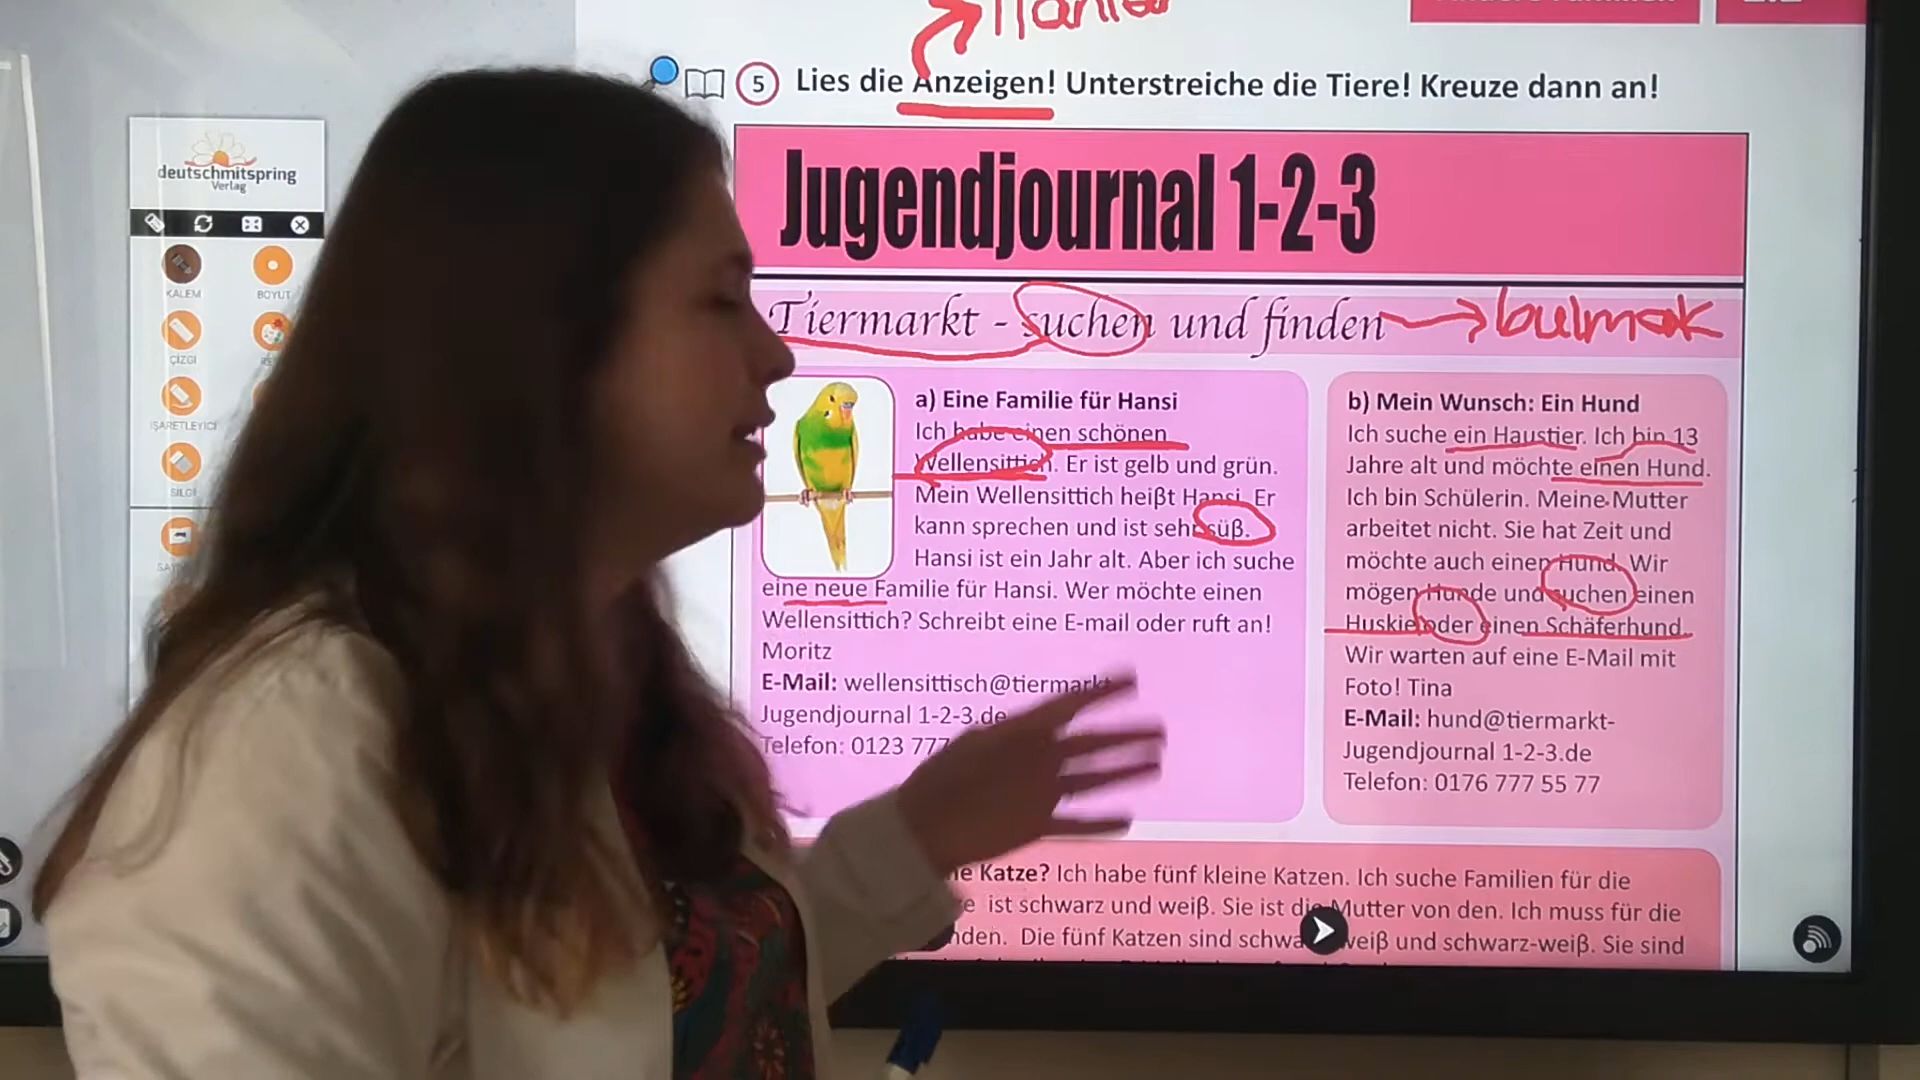 5 Lies die Anzeigen! Unterstreiche die Tiere! Kreuze dann an!
deutschmitspring
Verlag
KALEM
BOYUT
ÇİZGİ
İŞARETLEYİCİ
SİLGİ
Jugendjournal 1-2-3
Tiermarkt - suchen und finden
bulmak
a) Eine Familie für Hansi
Ich habe einen schönen
Wellensittich. Er ist gelb und grün.
Mein Wellensittich heißt Hansi. Er
kann sprechen und ist sehr süß.
Hansi ist ein Jahr alt. Aber ich suche
eine neue Familie für Hansi. Wer möchte einen
Wellensittich? Schreibt eine E-mail oder ruft an!
Moritz
E-Mail: wellensittisch@tiermarkt-
Jugendjournal 1-2-3.de
Telefon: 0123 777
b) Mein Wunsch: Ein Hund
Ich suche ein Haustier. Ich bin 13
Jahre alt und möchte einen Hund.
Ich bin Schülerin. Meine Mutter
arbeitet nicht. Sie hat Zeit und
möchte auch einen Hund. Wir
mögen Hunde und suchen einen
Huskie oder einen Schäferhund.
Wir warten auf eine E-Mail mit
Foto! Tina
E-Mail: hund@tiermarkt-
Jugendjournal 1-2-3.de
Telefon: 0176 777 55 77
Katze? Ich habe fünf kleine Katzen. Ich suche Familien für die
ist schwarz und weiß. Sie ist die Mutter von den. Ich muss für die
Die fünf Katzen sind weiß und schwarz-weiß. Sie sind